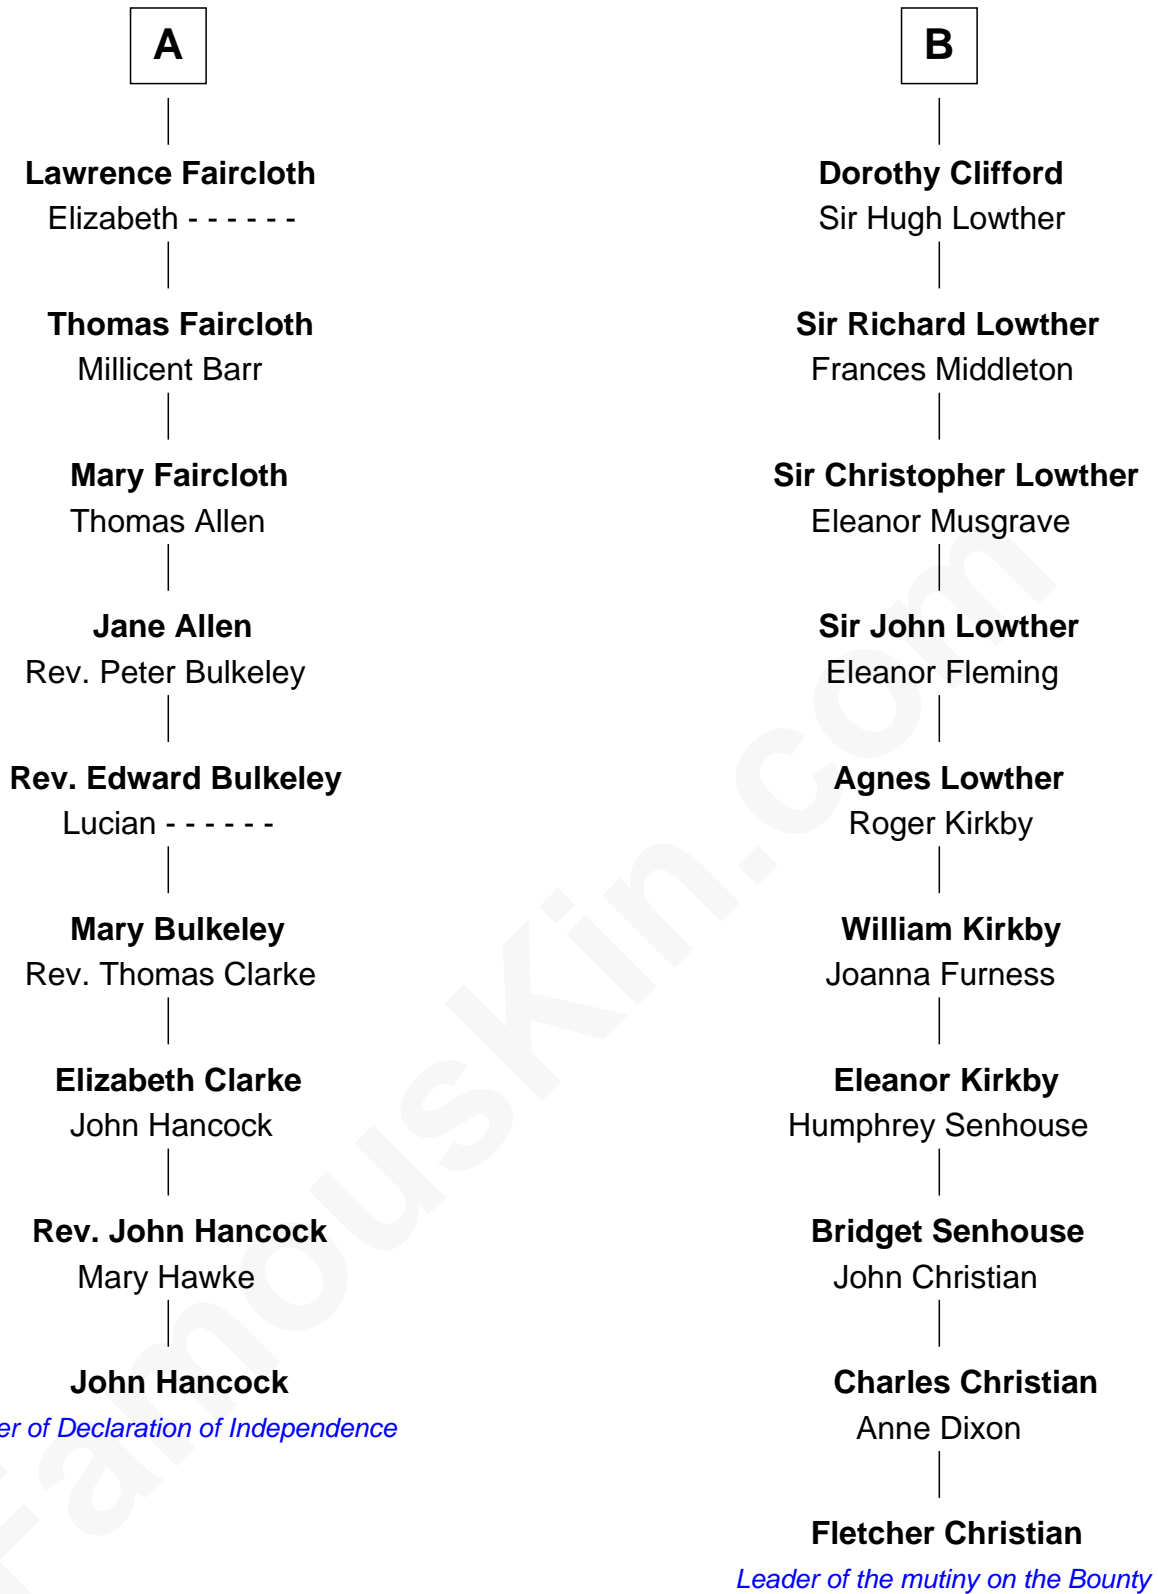 A
Lawrence Faircloth
Elizabeth - - - - - -
Thomas Faircloth
Millicent Barr
Mary Faircloth
Thomas Allen
Jane Allen
Rev. Peter Bulkeley
Rev. Edward Bulkeley
Lucian - - - - - -
Mary Bulkeley
Rev. Thomas Clarke
Elizabeth Clarke
John Hancock
Rev. John Hancock
Mary Hawke
John Hancock
er of Declaration of Independence
B
Dorothy Clifford
Sir Hugh Lowther
Sir Richard Lowther
Frances Middleton
Sir Christopher Lowther
Eleanor Musgrave
Sir John Lowther
Eleanor Fleming
Agnes Lowther
Roger Kirkby
William Kirkby
Joanna Furness
Eleanor Kirkby
Humphrey Senhouse
Bridget Senhouse
John Christian
Charles Christian
Anne Dixon
Fletcher Christian
Leader of the mutiny on the Bounty
FamousKin.com